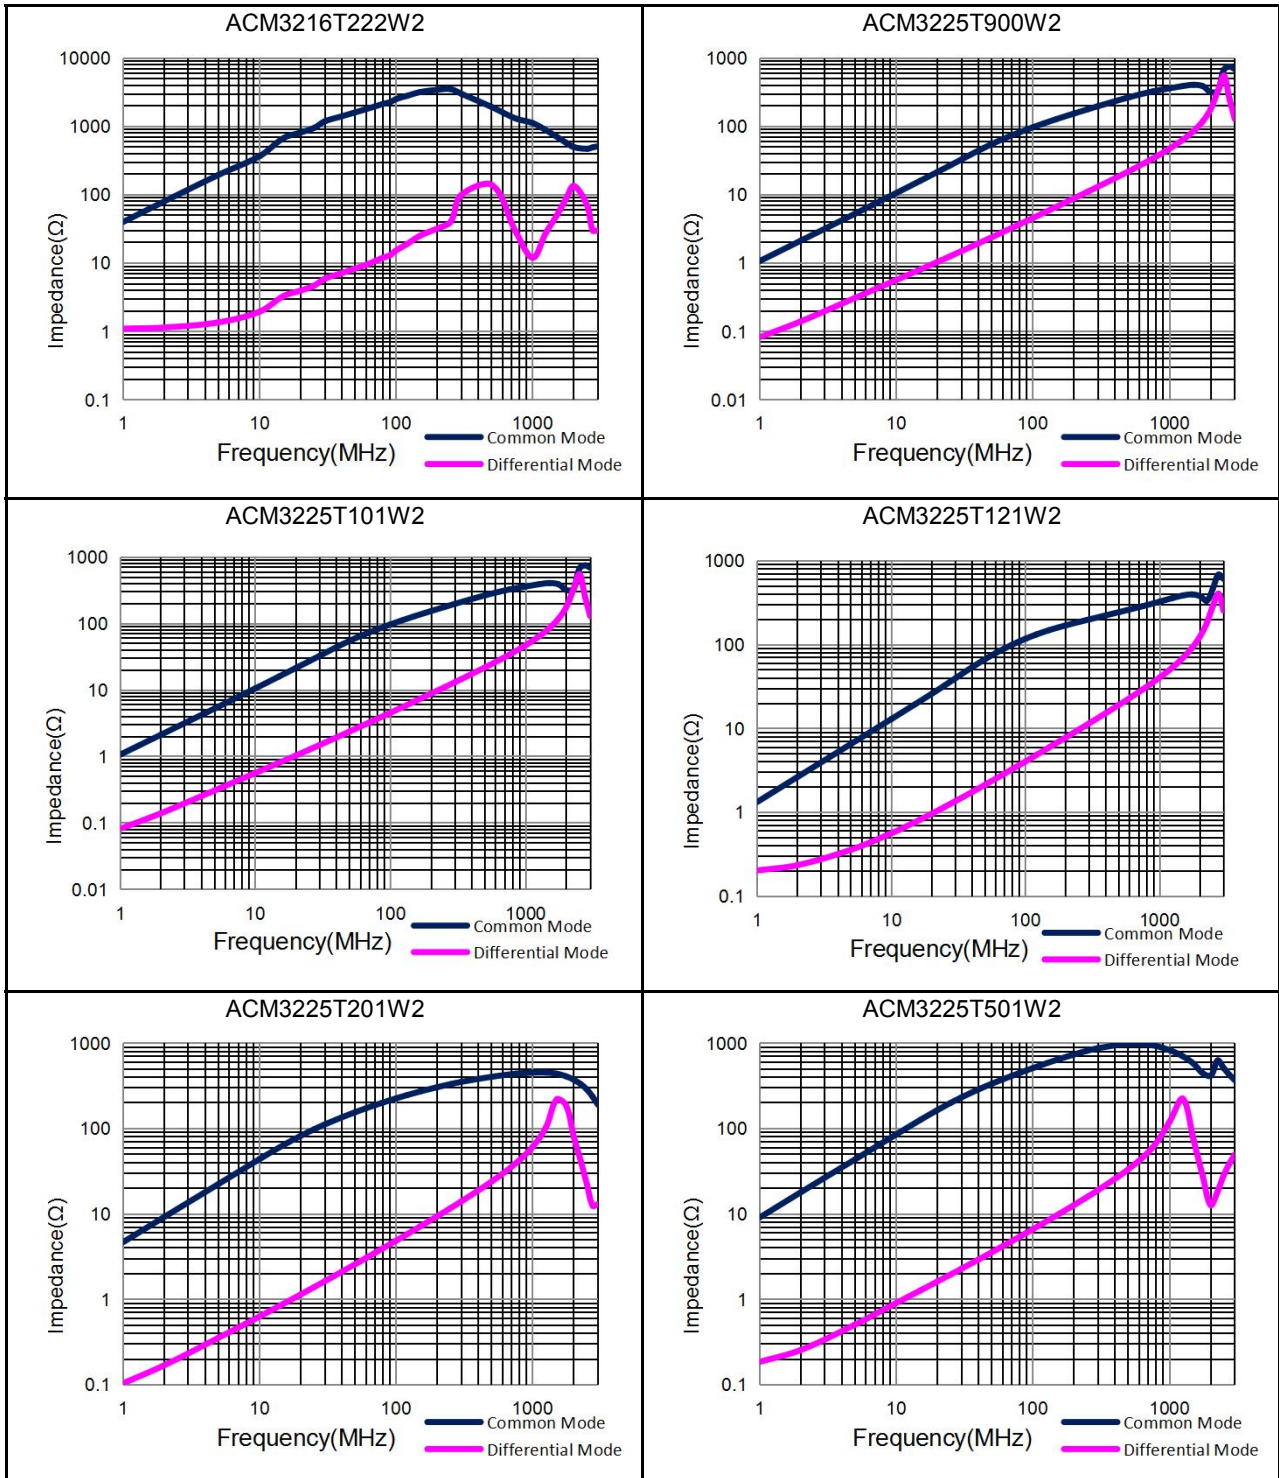 ACM3216T222W2
10000
1000
100
10
1
0.1
Impedance(Ω)
1 10 100 1000
Frequency(MHz)
Common Mode
Differential Mode
ACM3225T900W2
1000
100
10
1
0.1
0.01
Impedance(Ω)
1 10 100 1000
Frequency(MHz)
Common Mode
Differential Mode
ACM3225T101W2
1000
100
10
1
0.1
0.01
Impedance(Ω)
1 10 100 1000
Frequency(MHz)
Common Mode
Differential Mode
ACM3225T121W2
1000
100
10
1
0.1
Impedance(Ω)
1 10 100 1000
Frequency(MHz)
Common Mode
Differential Mode
ACM3225T201W2
1000
100
10
1
0.1
Impedance(Ω)
1 10 100 1000
Frequency(MHz)
Common Mode
Differential Mode
ACM3225T501W2
1000
100
10
1
0.1
Impedance(Ω)
1 10 100 1000
Frequency(MHz)
Common Mode
Differential Mode